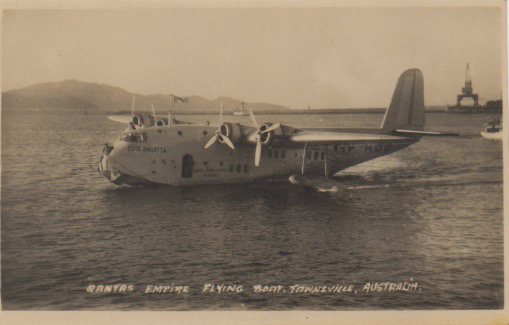 COOLANGATTA
QANTAS EMPIRE FLYING BOAT. TOWNSVILLE, AUSTRALIA.